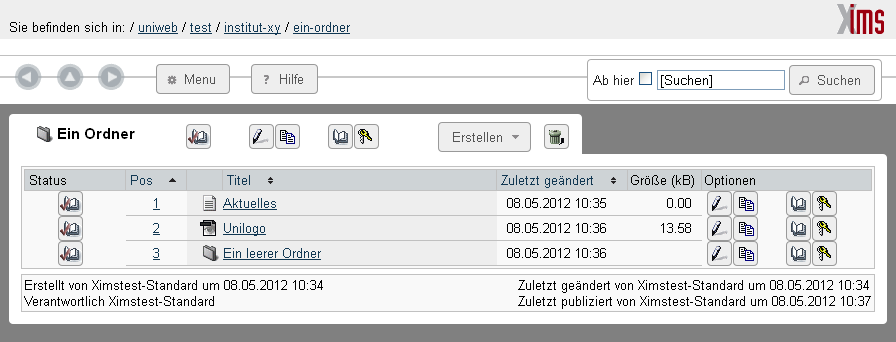 Sie befinden sich in: / uniweb / test / institut-xy / ein-ordner
Xims
Menu
? Hilfe
Ab hier [Suchen] Suchen
Ein Ordner
Erstellen
Status Pos Titel Zuletzt geändert Größe (kB) Optionen
1 Aktuelles 08.05.2012 10:35 0.00
2 Unilogo 08.05.2012 10:36 13.58
3 Ein leerer Ordner 08.05.2012 10:36
Erstellt von Ximstest-Standard um 08.05.2012 10:34 Zuletzt geändert von Ximstest-Standard um 08.05.2012 10:34
Verantwortlich Ximstest-Standard Zuletzt publiziert von Ximstest-Standard um 08.05.2012 10:37